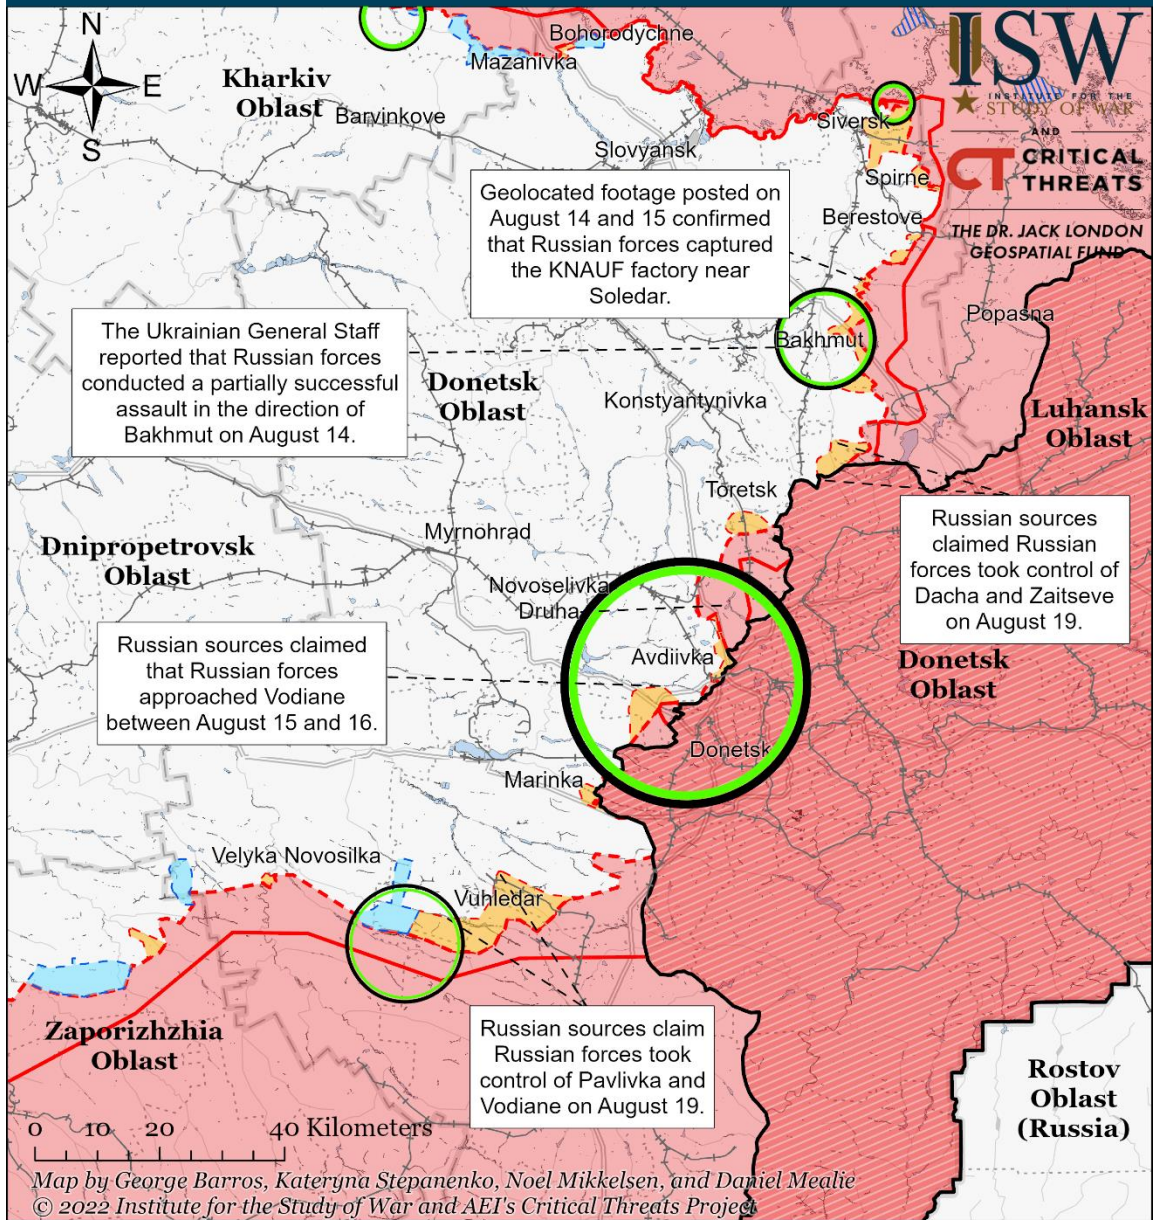 N
W
E
S
Bohorodychne
Mazanivka
ISW
INSTITUTE FOR THE
STUDY OF WAR
AND
CT CRITICAL
THREATS
THE DR. JACK LONDON
GEOSPATIAL FUND
Kharkiv
Oblast
Barvinkove
Slovyansk
Siversk
Spirne
Berestove
Geolocated footage posted on
August 14 and 15 confirmed
that Russian forces captured
the KNAUF factory near
Soledar.
The Ukrainian General Staff
reported that Russian forces
conducted a partially successful
assault in the direction of
Bakhmut on August 14.
Popasna
Bakhmut
Donetsk
Oblast
Konstyantynivka
Luhansk
Oblast
Toretsk
Myrnohrad
Dnipropetrovsk
Oblast
Russian sources
claimed Russian
forces took control of
Dacha and Zaitseve
on August 19.
Novoselivka
Druha
Russian sources claimed
that Russian forces
approached Vodiane
between August 15 and 16.
Avdiivka
Donetsk
Oblast
Donetsk
Marinka
Velyka Novosilka
Vuhledar
Zaporizhzhia
Oblast
Russian sources claim
Russian forces took
control of Pavlivka and
Vodiane on August 19.
Rostov
Oblast
(Russia)
0 10 20 40 Kilometers
Map by George Barros, Kateryna Stepanenko, Noel Mikkelsen, and Daniel Mealie
© 2022 Institute for the Study of War and AEI's Critical Threats Project